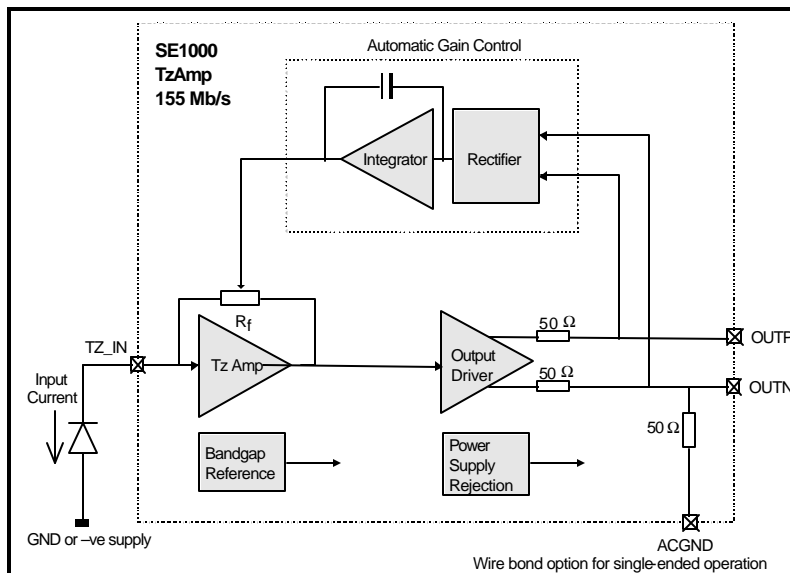 SE1000
TzAmp
155 Mb/s
Automatic Gain Control
Integrator
Rectifier
Rf
TZ_IN
Tz Amp
Input
Current
Output
Driver
50 Ω
50 Ω
OUTP
OUTN
50 Ω
Bandgap
Reference
Power
Supply
Rejection
GND or –ve supply
ACGND
Wire bond option for single-ended operation